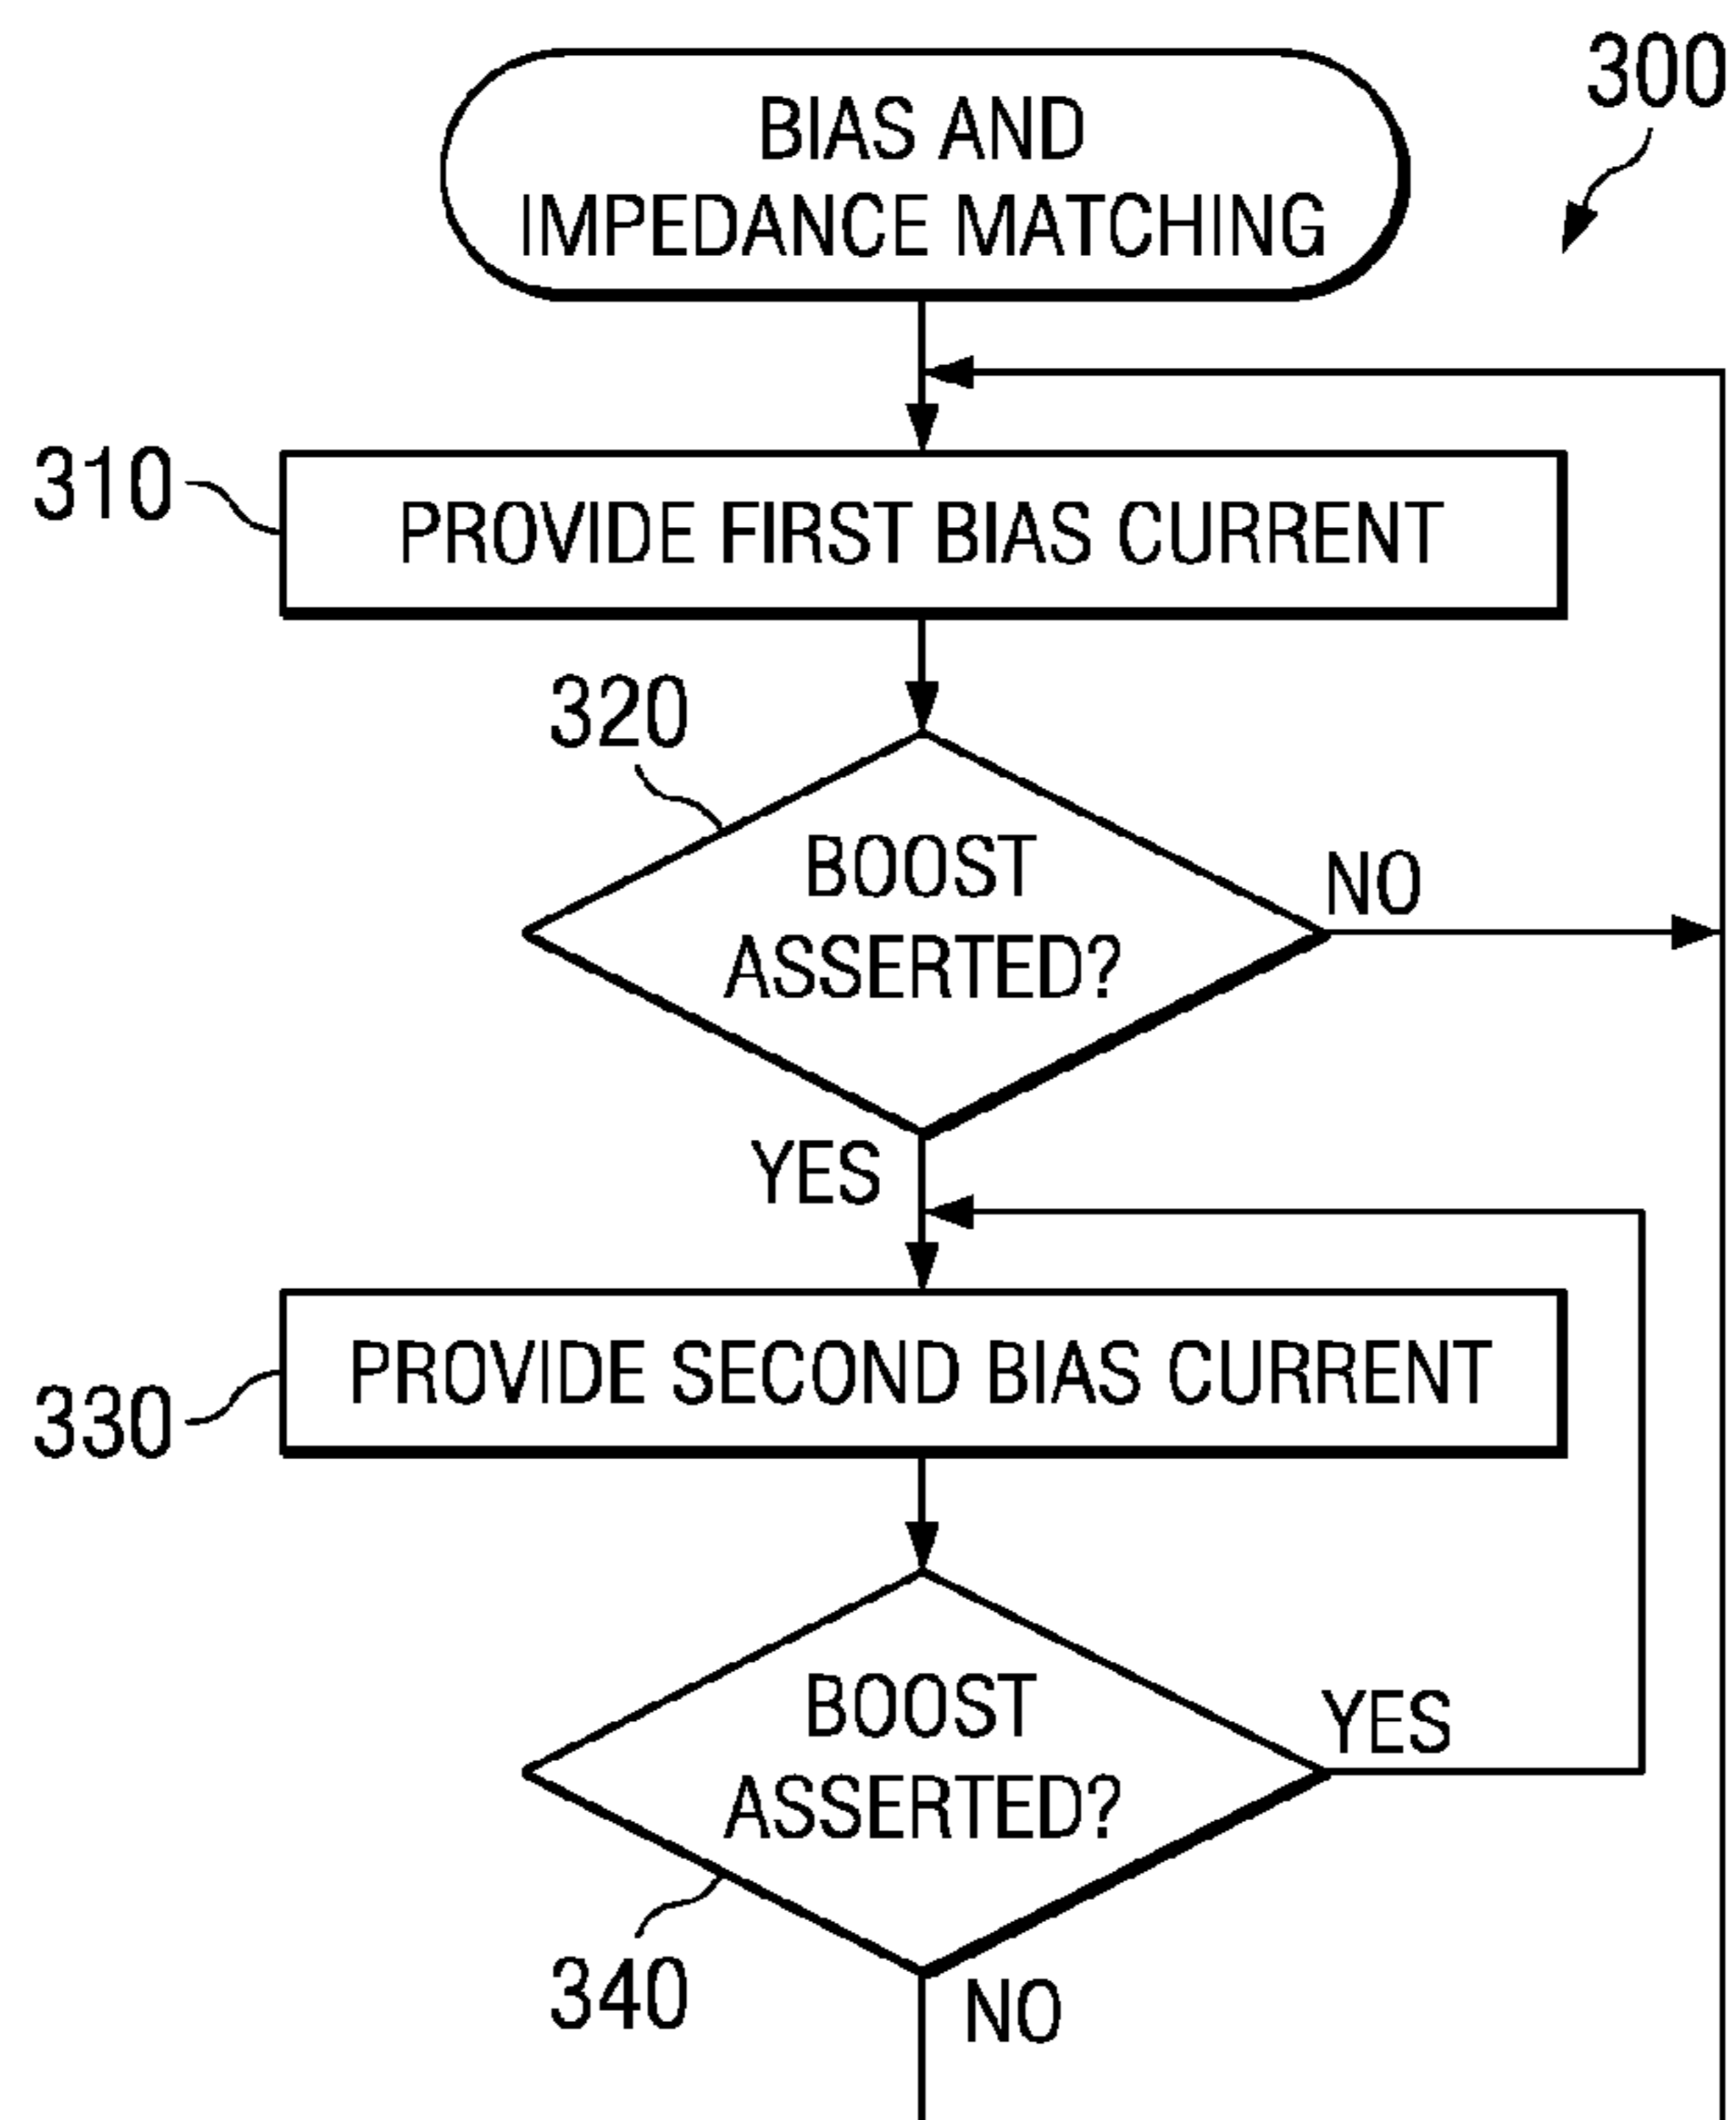 300
BIAS AND
IMPEDANCE MATCHING
310
PROVIDE FIRST BIAS CURRENT
320
BOOST
ASSERTED?
NO
YES
330
PROVIDE SECOND BIAS CURRENT
BOOST
ASSERTED?
YES
340
NO